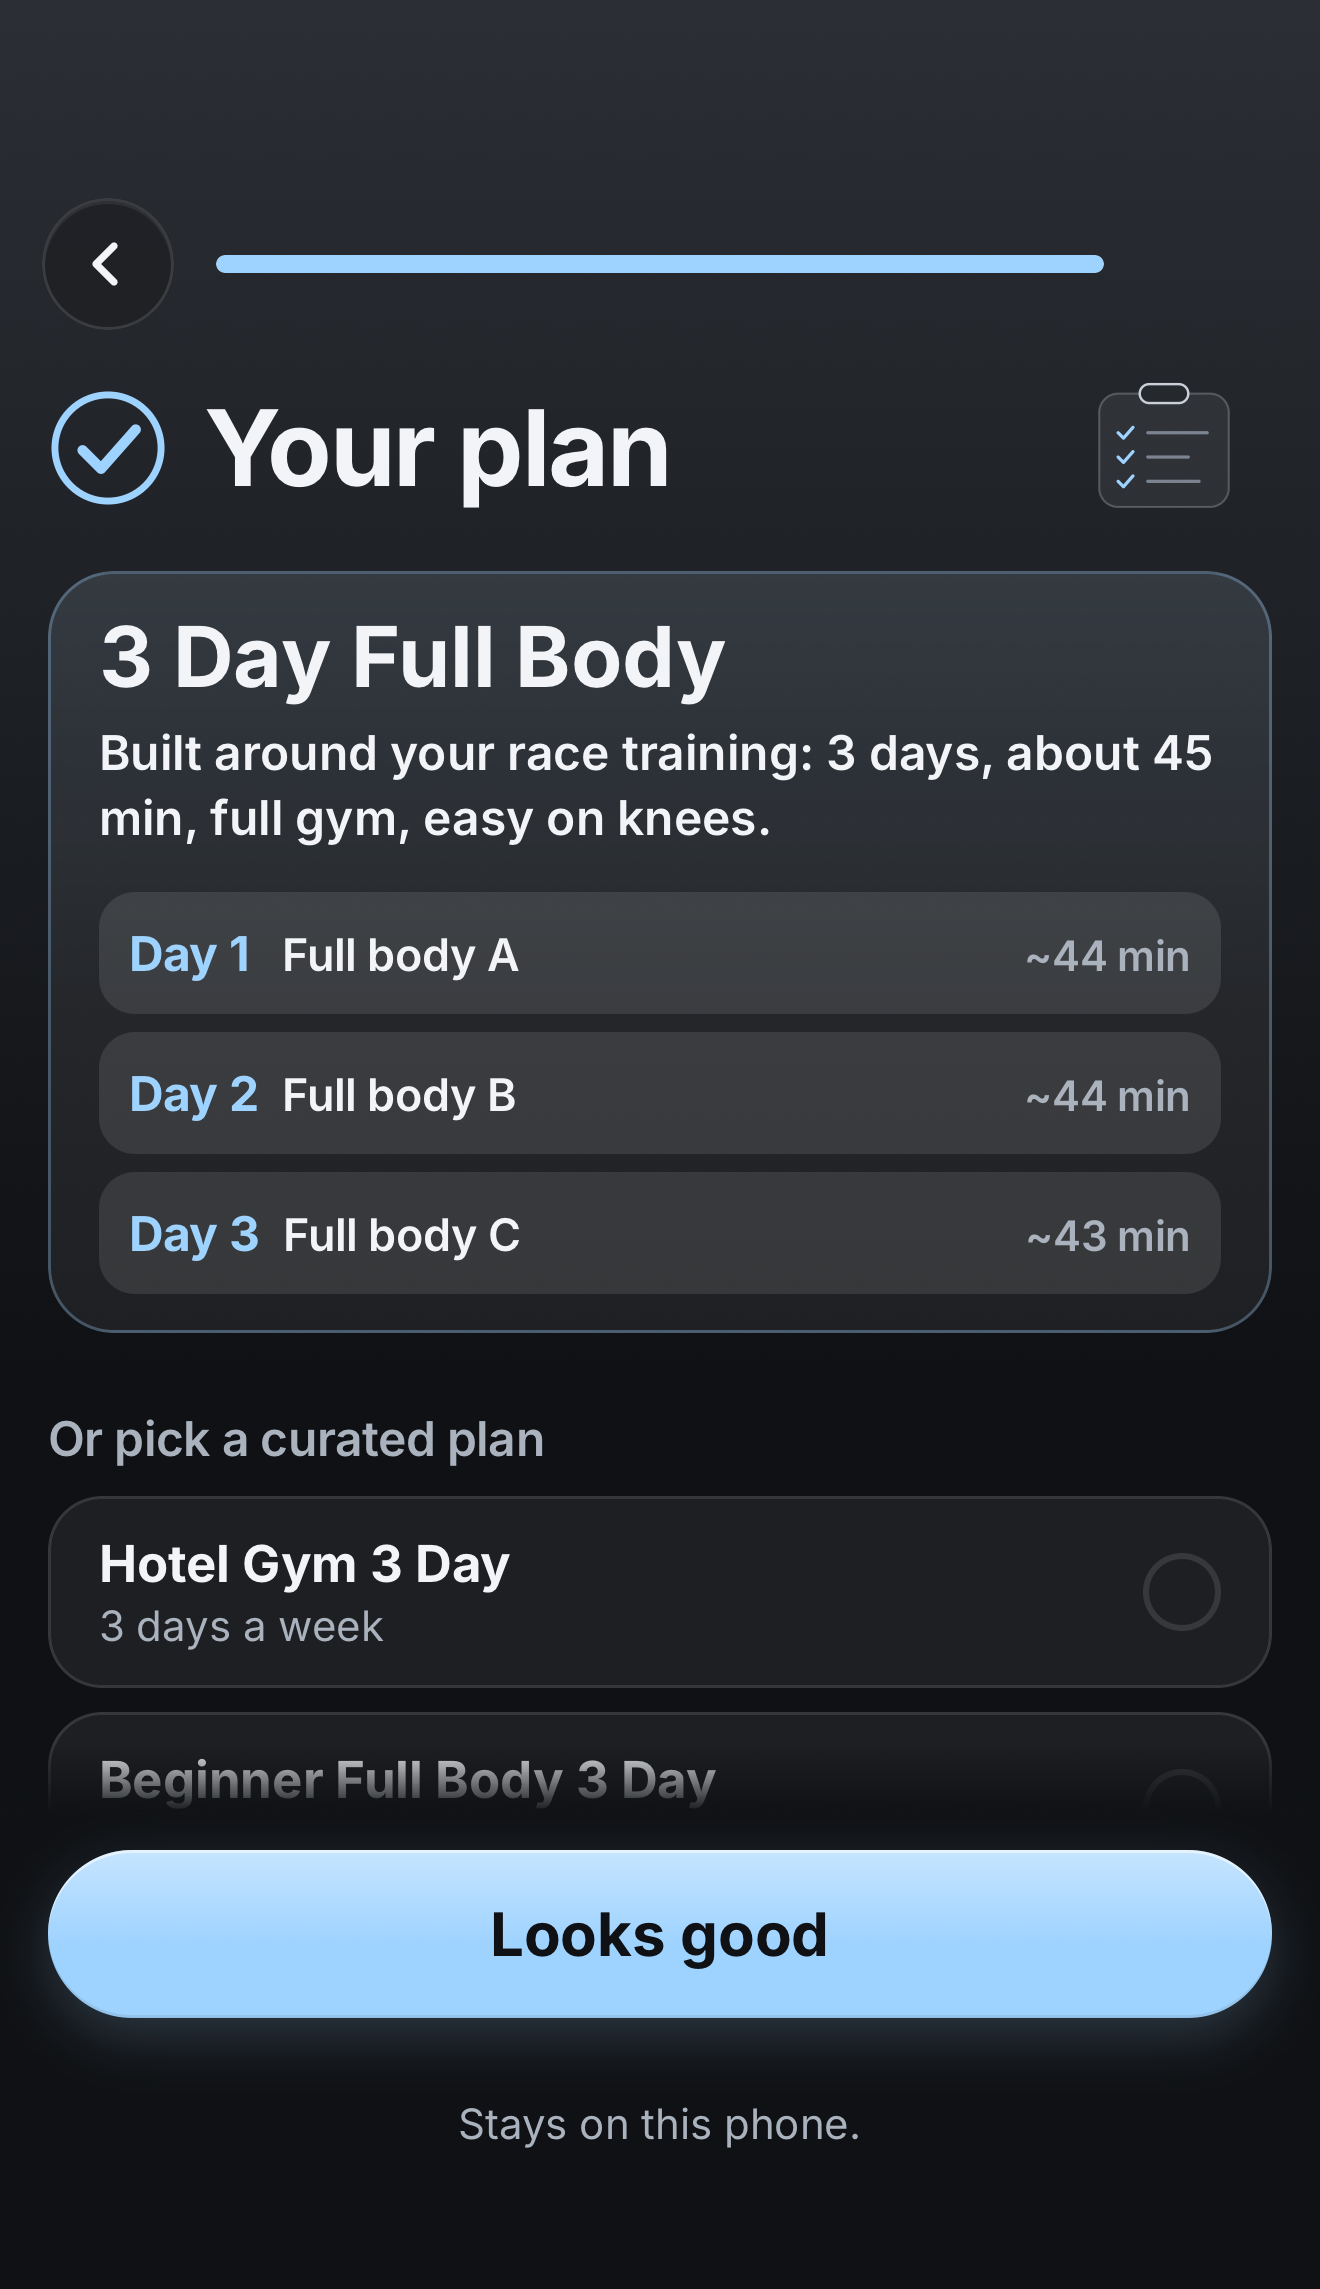 Your plan
3 Day Full Body
Built around your race training: 3 days, about 45
min, full gym, easy on knees.
Day 1 Full body A ~44 min
Day 2 Full body B ~44 min
Day 3 Full body C ~43 min
Or pick a curated plan
Hotel Gym 3 Day
3 days a week
Beginner Full Body 3 Day
Looks good
Stays on this phone.